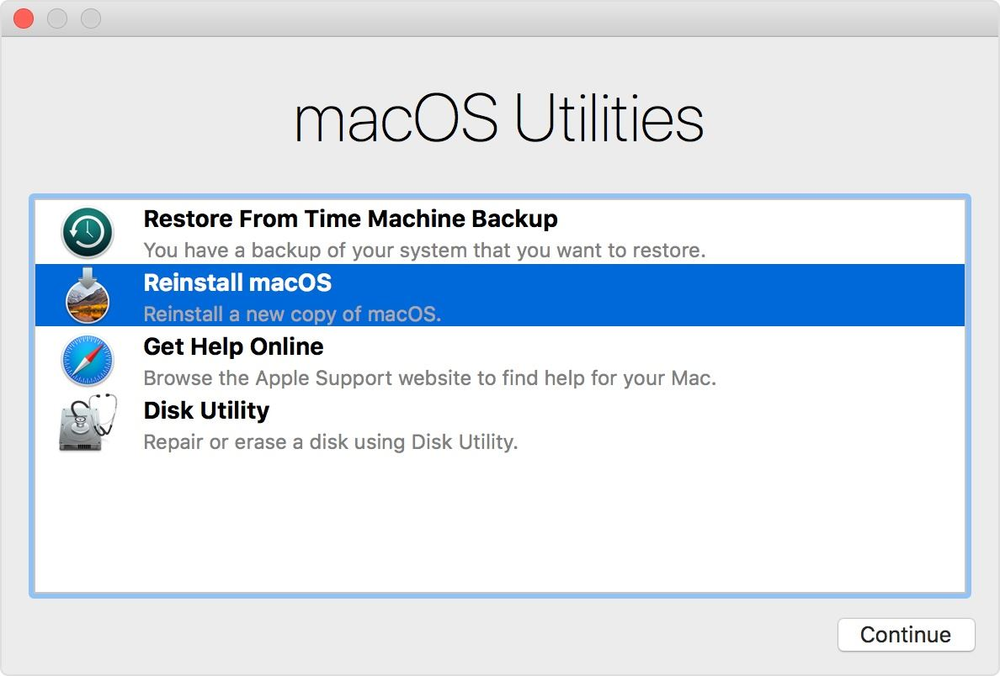 macOS Utilities
Restore From Time Machine Backup
You have a backup of your system that you want to restore.
Reinstall macOS
Reinstall a new copy of macOS.
Get Help Online
Browse the Apple Support website to find help for your Mac.
Disk Utility
Repair or erase a disk using Disk Utility.
Continue